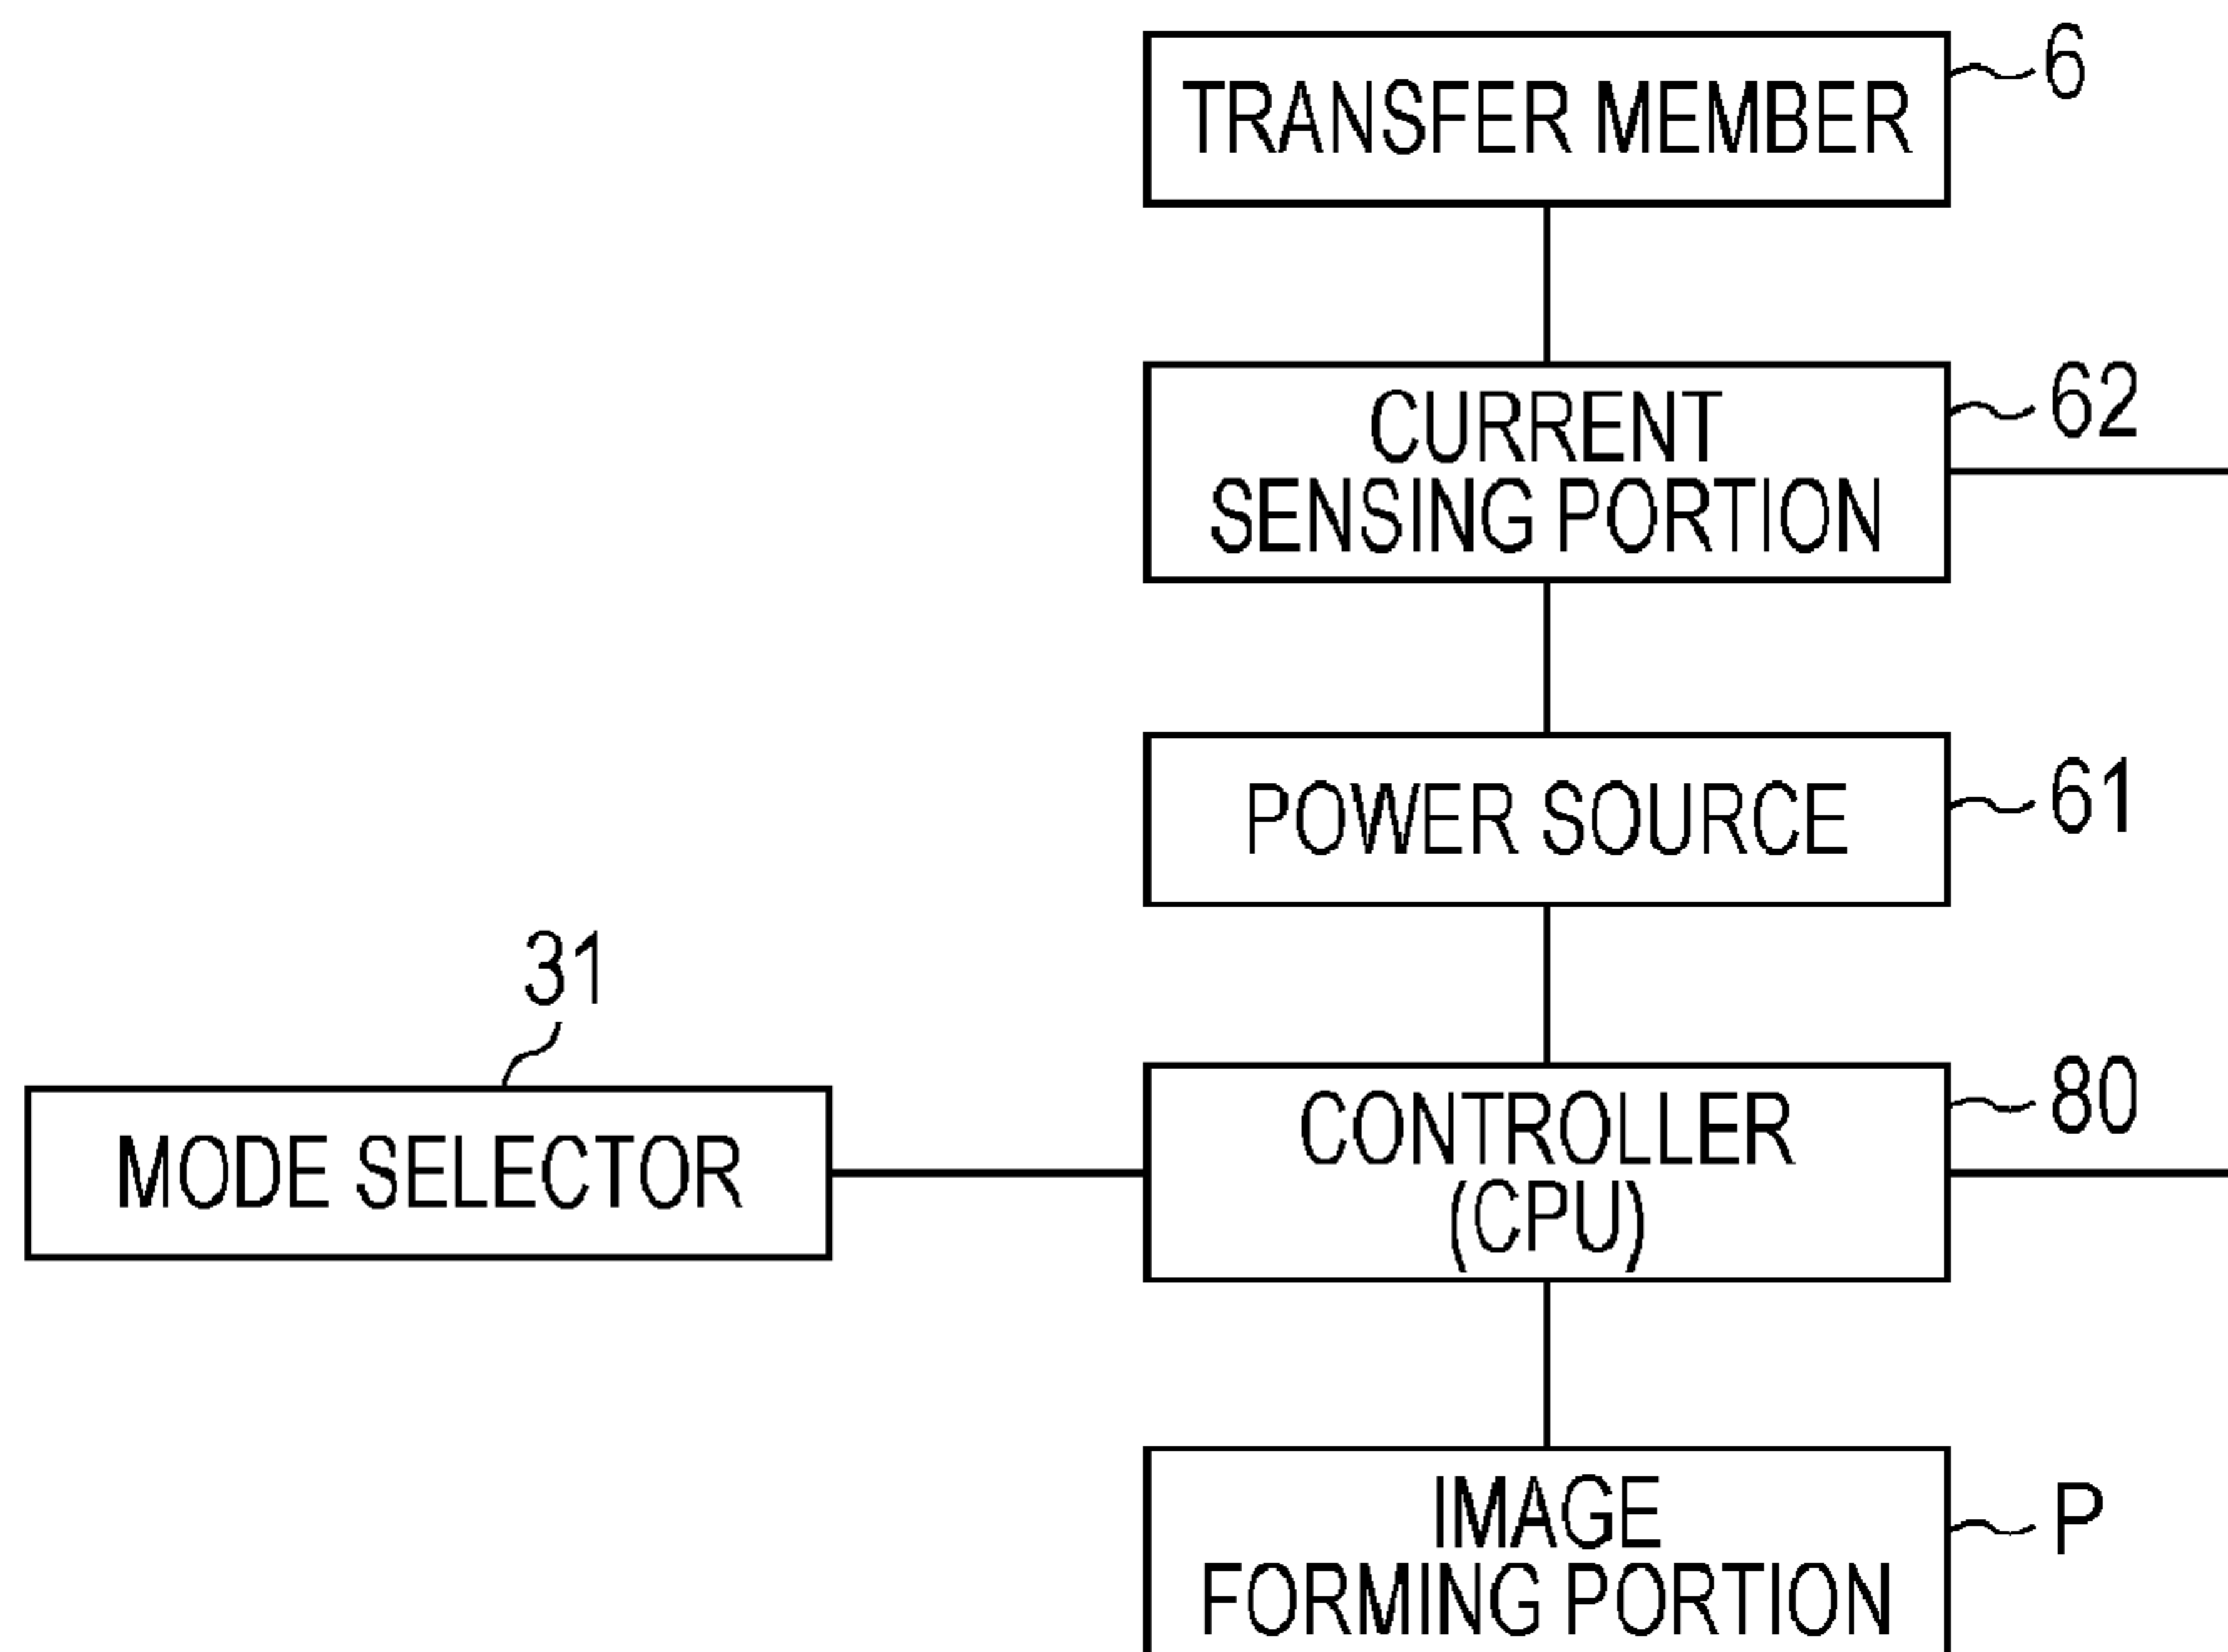 TRANSFER MEMBER
6
CURRENT
SENSING PORTION
62
POWER SOURCE
61
31
MODE SELECTOR
CONTROLLER
(CPU)
80
IMAGE
FORMING PORTION
P